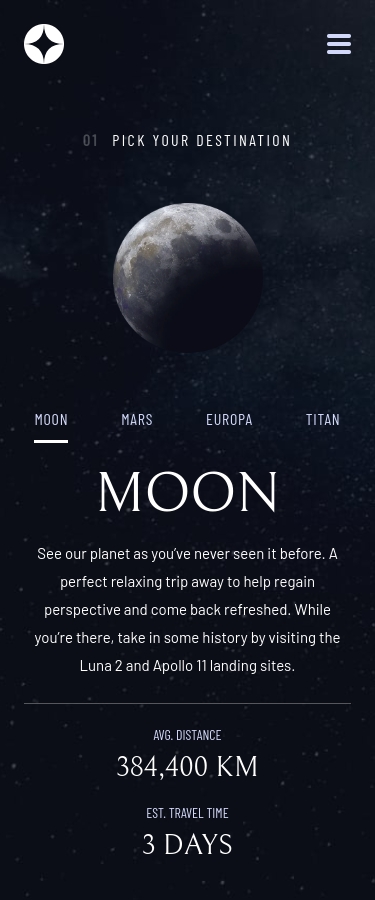 01 PICK YOUR DESTINATION
MOON MARS EUROPA TITAN
MOON
See our planet as you’ve never seen it before. A
perfect relaxing trip away to help regain
perspective and come back refreshed. While
you’re there, take in some history by visiting the
Luna 2 and Apollo 11 landing sites.
AVG. DISTANCE
384,400 KM
EST. TRAVEL TIME
3 DAYS